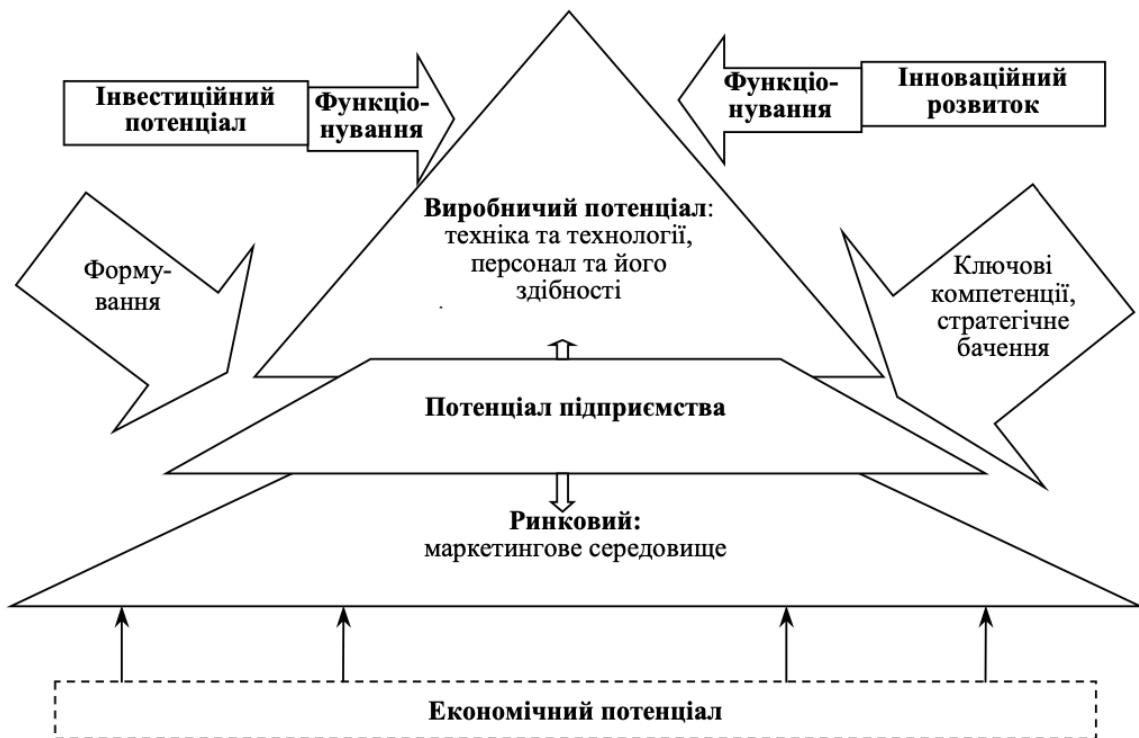 Інвестиційний
потенціал
Функціо-
нування
Функціо-
нування
Інноваційний
розвиток
Форму-
вання
Виробничий потенціал:
техніка та технології,
персонал та його
здібності
Ключові
компетенції,
стратегічне
бачення
Потенціал підприємства
Ринковий:
маркетингове середовище
Економічний потенціал